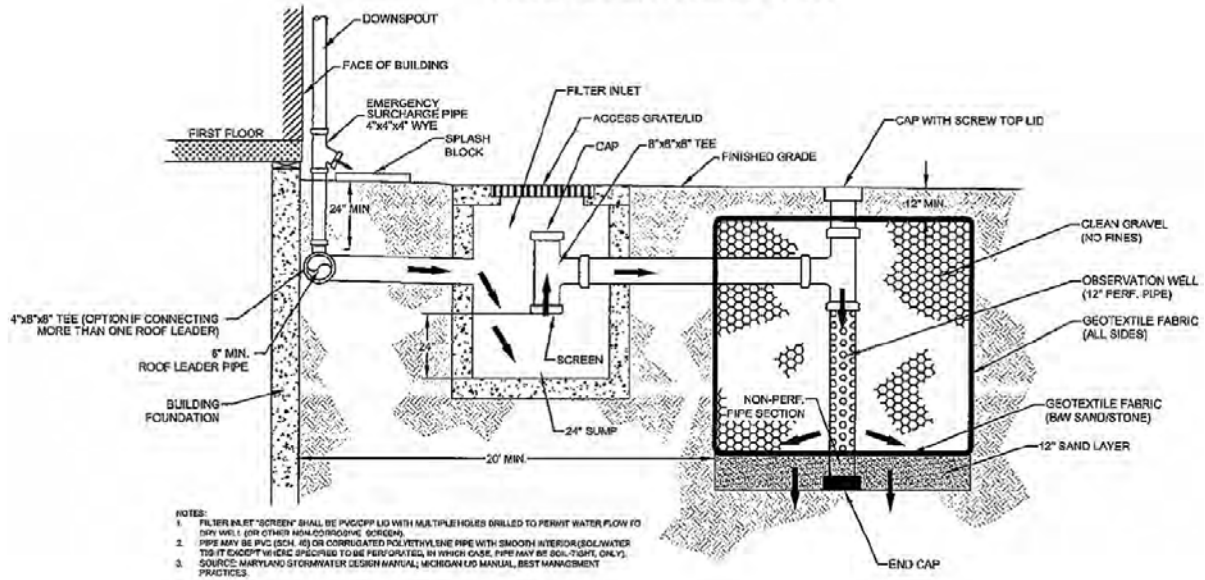 DOWNSPOUT
FACE OF BUILDING
EMERGENCY
SURCHARGE PIPE
4"x4"x4" WYE
FIRST FLOOR
SPLASH
BLOCK
FILTER INLET
ACCESS GRATE/LID
CAP
8"x8"x8" TEE
FINISHED GRADE
CAP WITH SCREW TOP LID
24" MIN
12" MIN.
CLEAN GRAVEL
(NO FINES)
OBSERVATION WELL
(12" PERF. PIPE)
GEOTEXTILE FABRIC
(ALL SIDES)
4"x8"x8" TEE (OPTION IF CONNECTING
MORE THAN ONE ROOF LEADER)
6" MIN.
ROOF LEADER PIPE
24"
SCREEN
BUILDING
FOUNDATION
24" SUMP
NON-PERF.
PIPE SECTION
GEOTEXTILE FABRIC
(B/W SAND/STONE)
12" SAND LAYER
20' MIN.
END CAP
NOTES:
1. FILTER INLET "SCREEN" SHALL BE PVC/CPP LID WITH MULTIPLE HOLES DRILLED TO PERMIT WATER FLOW TO
DRY WELL (OR OTHER NON-CORROSIVE SCREEN).
2. PIPE MAY BE PVC (SCH. 40) OR CORRUGATED POLYETHYLENE PIPE WITH SMOOTH INTERIOR (SOIL/WATER
TIGHT EXCEPT WHERE SPECIFIED TO BE PERFORATED, IN WHICH CASE, PIPE MAY BE SOIL-TIGHT, ONLY).
3. SOURCE: MARYLAND STORMWATER DESIGN MANUAL; MICHIGAN LID MANUAL, BEST MANAGEMENT
PRACTICES.